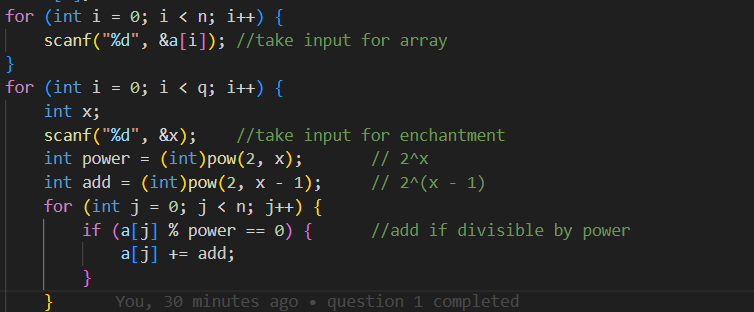 for (int i = 0; i < n; i++) {
    scanf("%d", &a[i]); //take input for array
}
for (int i = 0; i < q; i++) {
    int x;
    scanf("%d", &x);    //take input for enchantment
    int power = (int)pow(2, x);       // 2^x
    int add = (int)pow(2, x - 1);     // 2^(x - 1)
    for (int j = 0; j < n; j++) {
        if (a[j] % power == 0) {      //add if divisible by power
            a[j] += add;
        }
    }      You, 30 minutes ago • question 1 completed